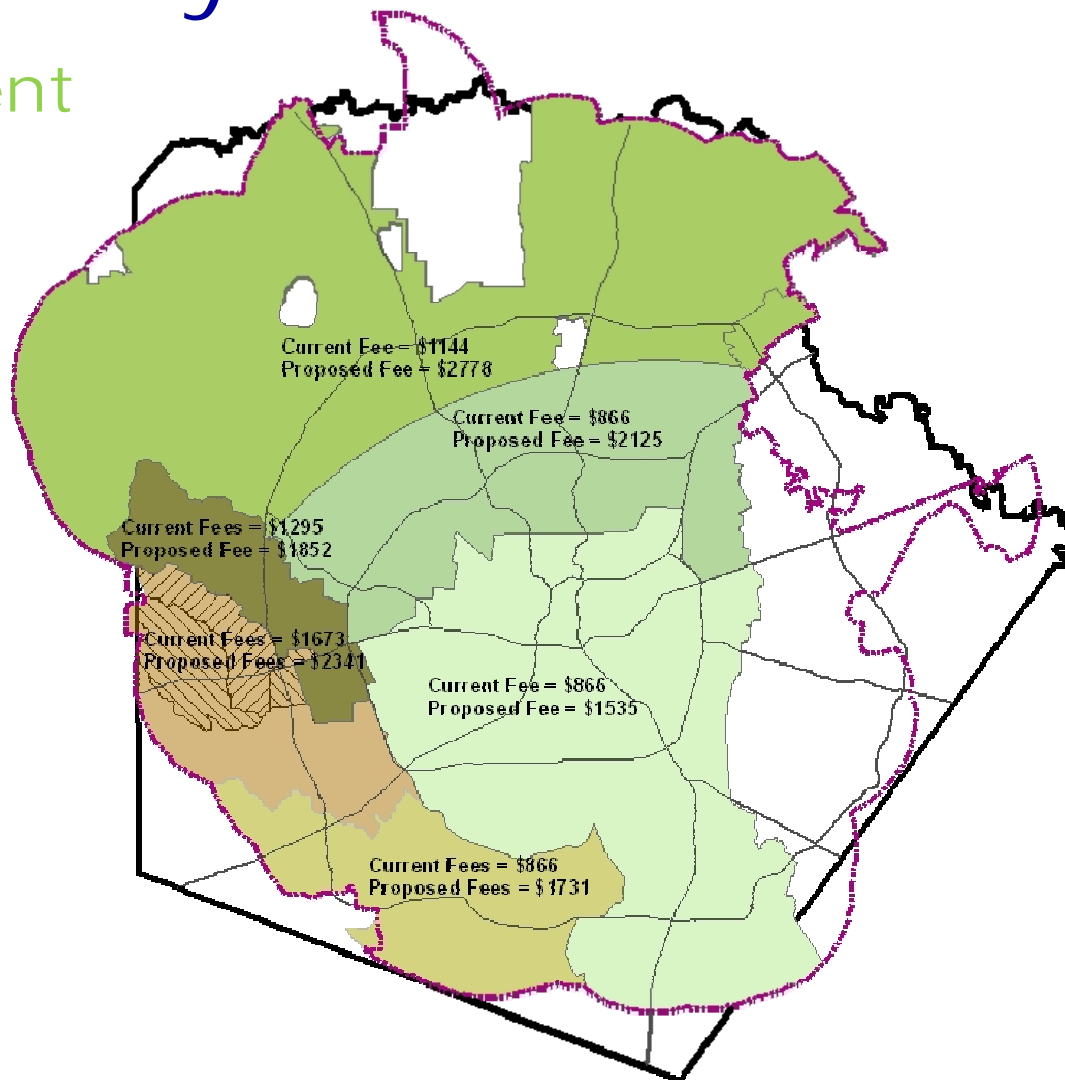 y
ent
Current Fee = $1144
Proposed Fee = $2778
Current Fee = $866
Proposed Fee = $2125
Current Fees = $1295
Proposed Fee = $1852
Current Fees = $1673
Proposed Fees = $2341
Current Fee = $866
Proposed Fee = $1535
Current Fees = $866
Proposed Fees = $1731